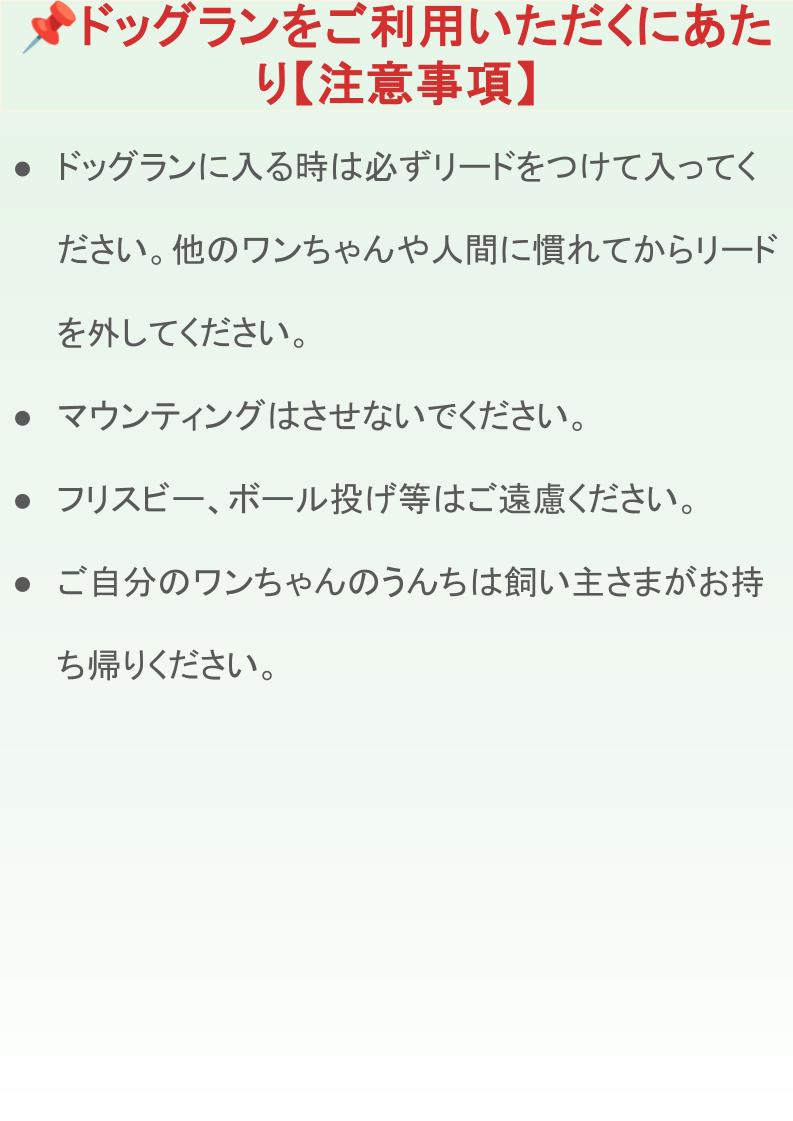 📌ドッグランをご利用いただくにあた
り【注意事項】
● ドッグランに入る時は必ずリードをつけて入ってく
ださい。他のワンちゃんや人間に慣れてからリード
を外してください。
● マウンティングはさせないでください。
● フリスビー、ボール投げ等はご遠慮ください。
● ご自分のワンちゃんのうんちは飼い主さまがお持
ち帰りください。